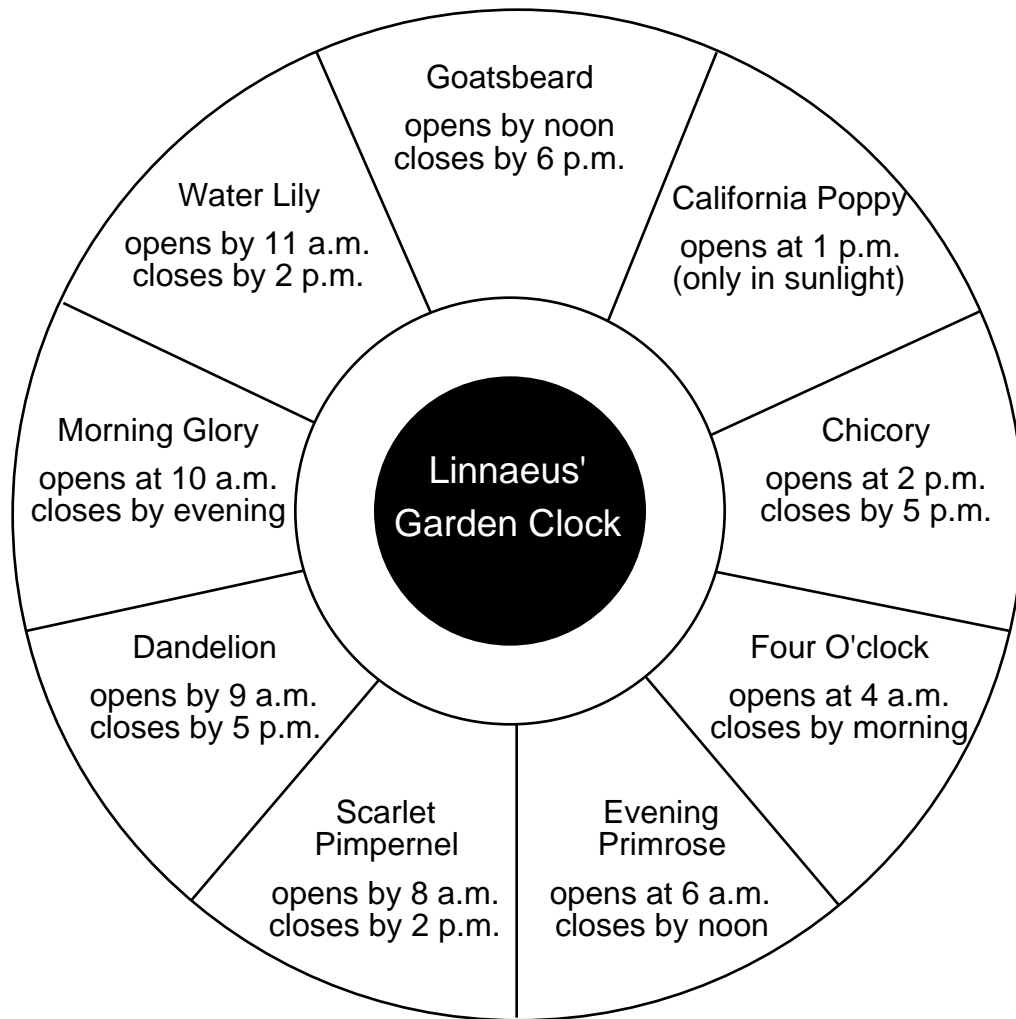 Goatsbeard
opens by noon
closes by 6 p.m.
California Poppy
opens at 1 p.m.
(only in sunlight)
Chicory
opens at 2 p.m.
closes by 5 p.m.
Four O'clock
opens at 4 a.m.
closes by morning
Evening
Primrose
opens at 6 a.m.
closes by noon
Scarlet
Pimpernel
opens by 8 a.m.
closes by 2 p.m.
Dandelion
opens by 9 a.m.
closes by 5 p.m.
Morning Glory
opens at 10 a.m.
closes by evening
Water Lily
opens by 11 a.m.
closes by 2 p.m.
Linnaeus'
Garden Clock